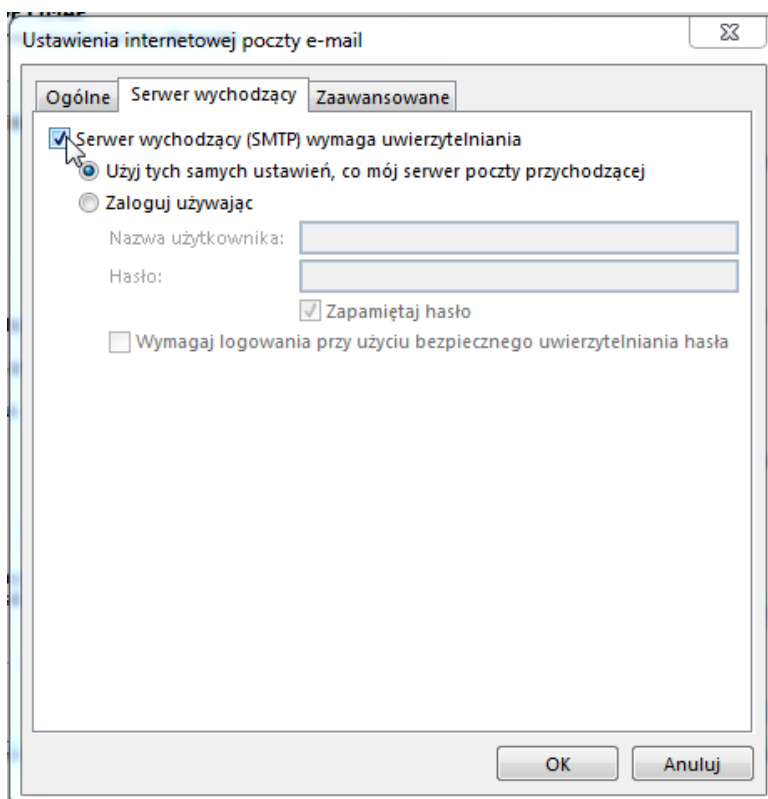 Ustawienia internetowej poczty e-mail
Ogólne Serwer wychodzący Zaawansowane
Serwer wychodzący (SMTP) wymaga uwierzytelniania
Użyj tych samych ustawień, co mój serwer poczty przychodzącej
Zaloguj używając
Nazwa użytkownika:
Hasło:
Zapamiętaj hasło
Wymagaj logowania przy użyciu bezpiecznego uwierzytelniania hasła
OK Anuluj